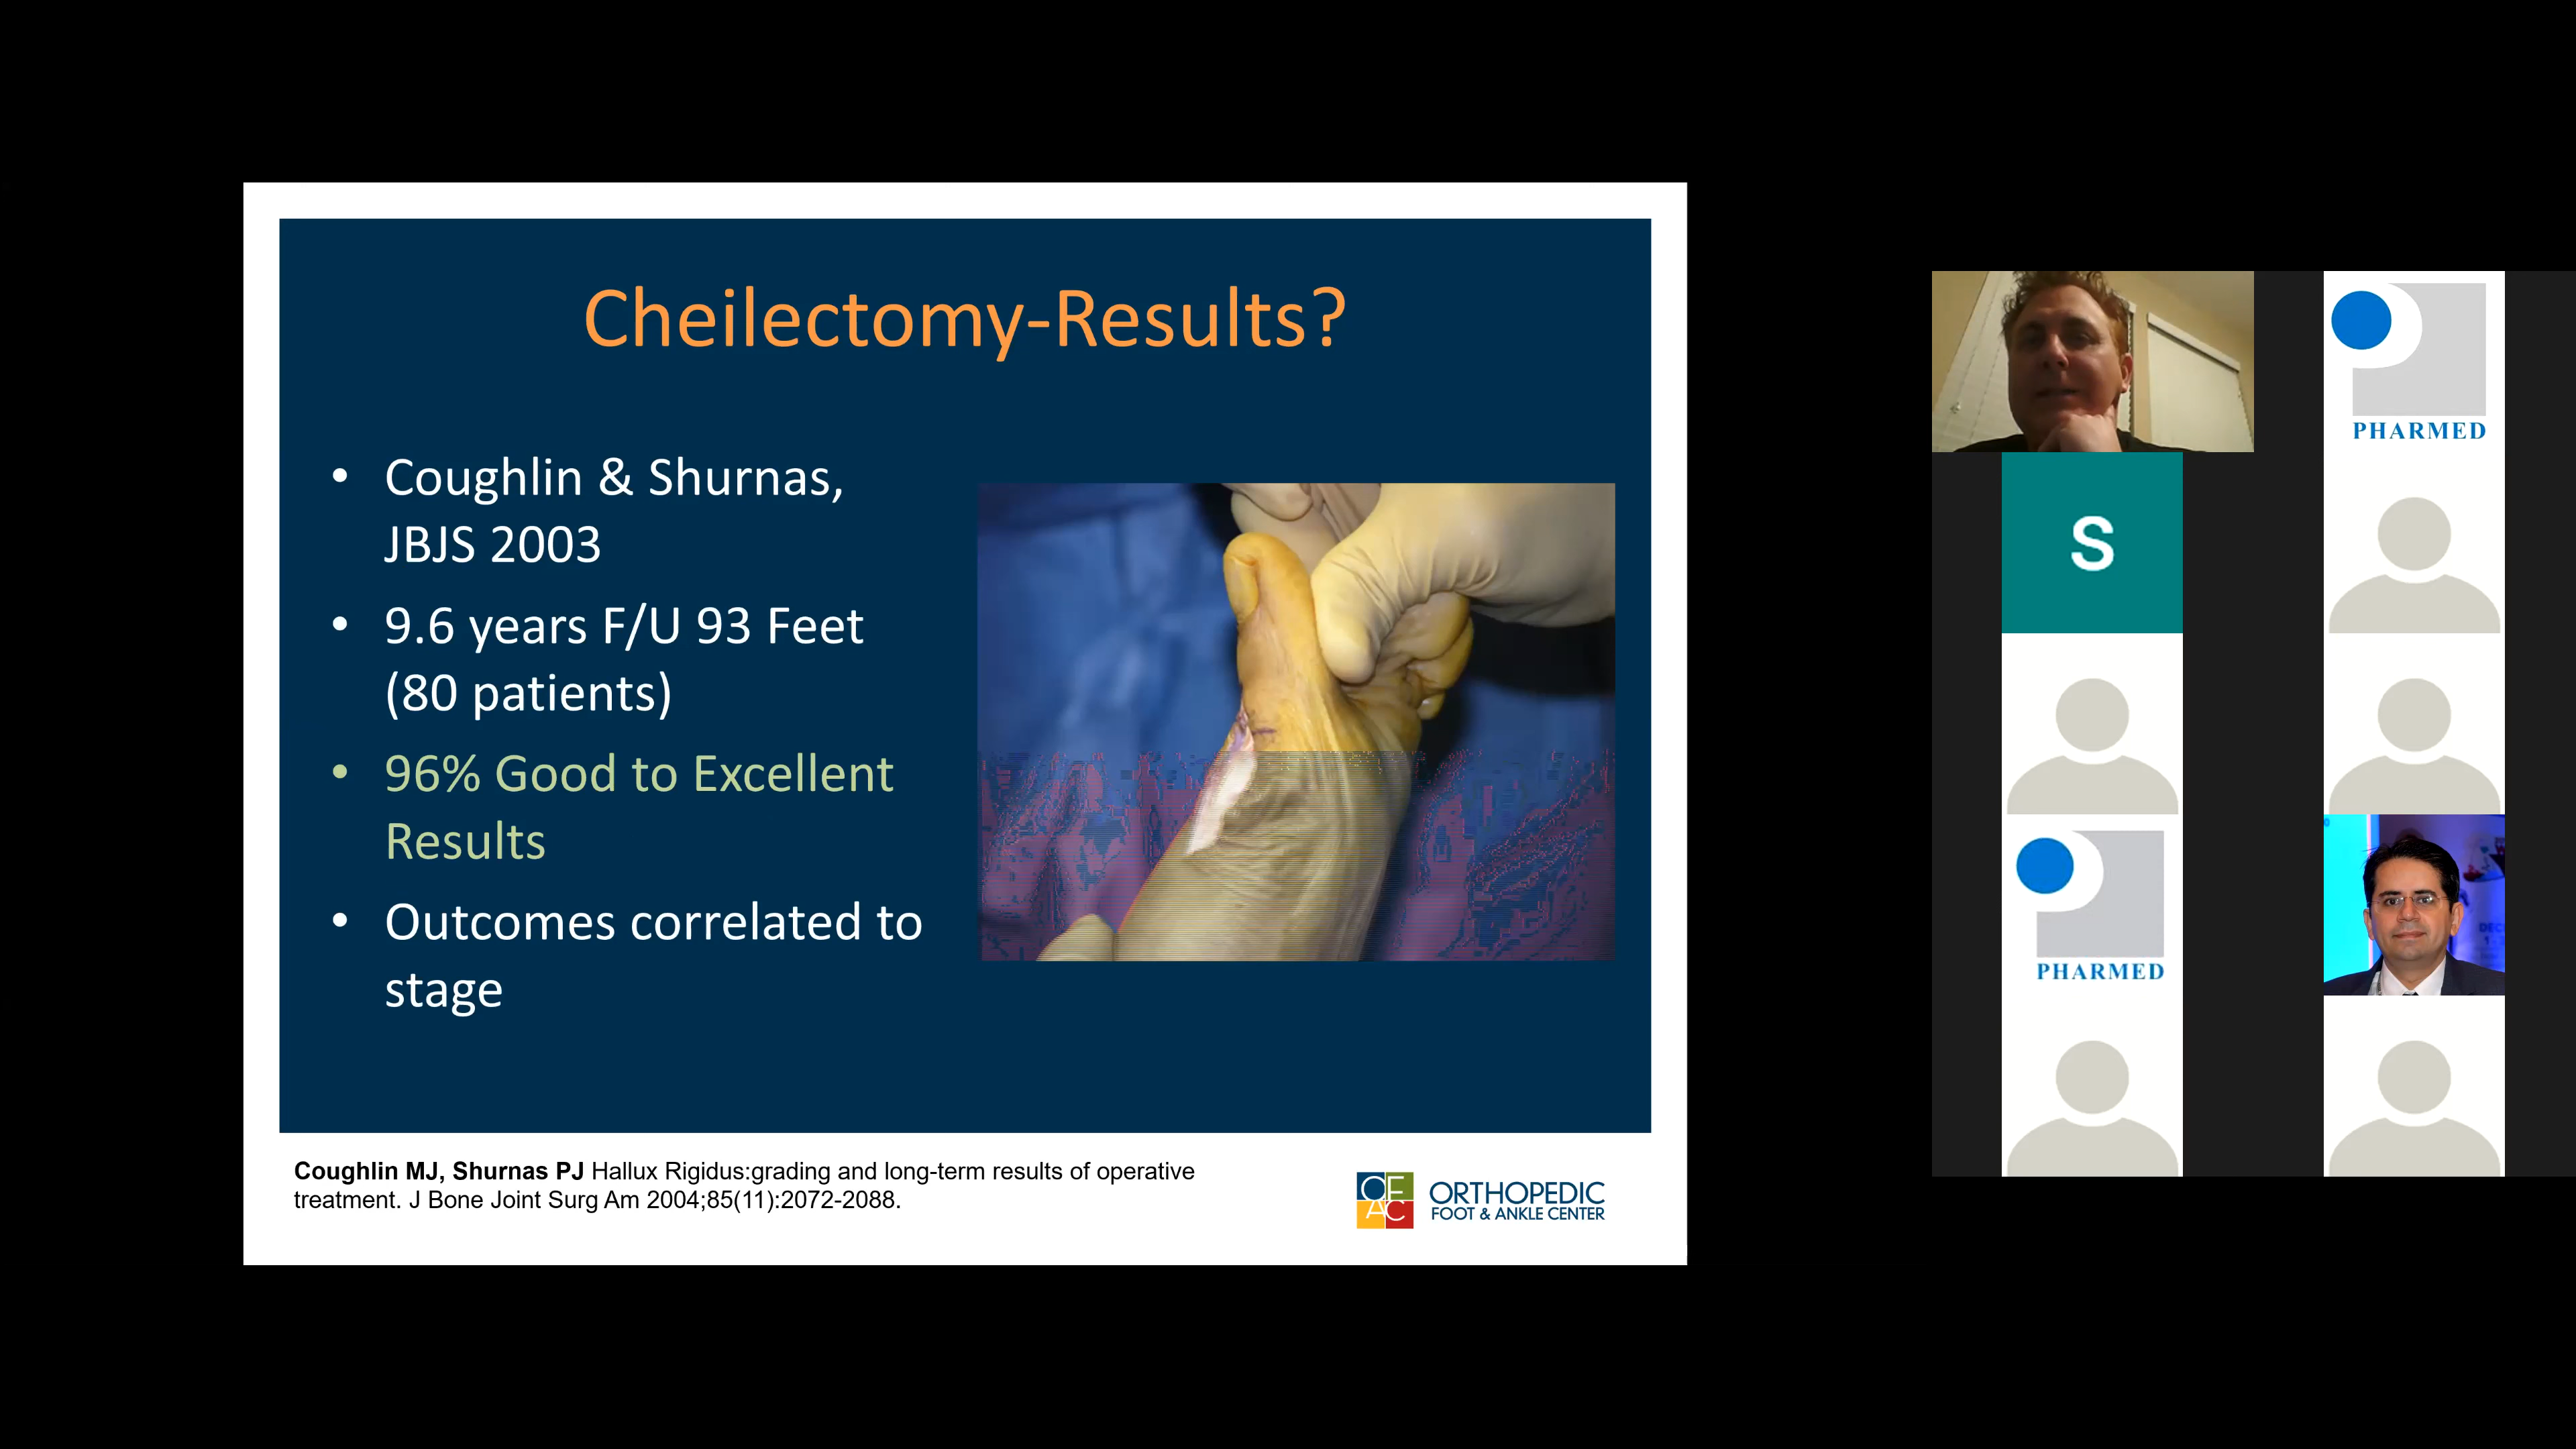 Cheilectomy-Results?
• Coughlin & Shurnas,
JBJS 2003
• 9.6 years F/U 93 Feet
(80 patients)
• 96% Good to Excellent
Results
• Outcomes correlated to
stage
Coughlin MJ, Shurnas PJ Hallux Rigidus:grading and long-term results of operative
treatment. J Bone Joint Surg Am 2004;85(11):2072-2088.
OFAC
ORTHOPEDIC
FOOT & ANKLE CENTER
PHARMED
S
PHARMED